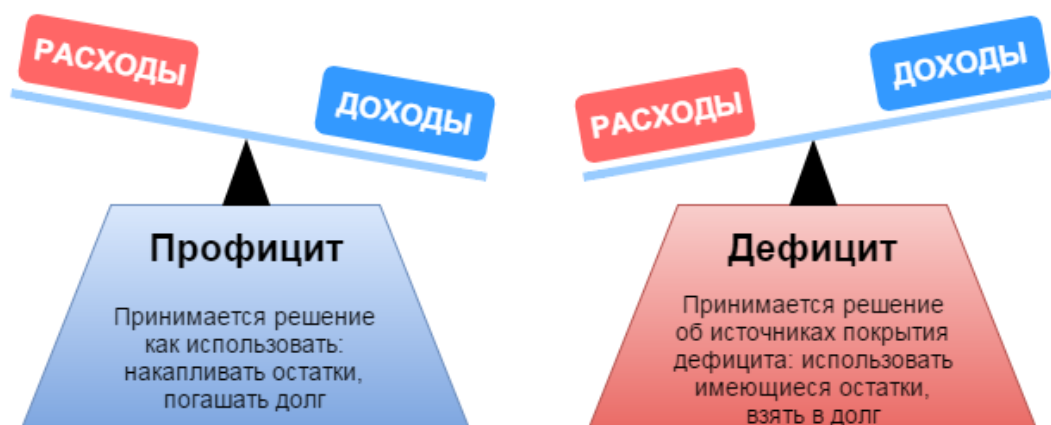 РАСХОДЫ
ДОХОДЫ
Профицит
Принимается решение
как использовать:
накапливать остатки,
погашать долг
РАСХОДЫ
ДОХОДЫ
Дефицит
Принимается решение
об источниках покрытия
дефицита: использовать
имеющиеся остатки,
взять в долг